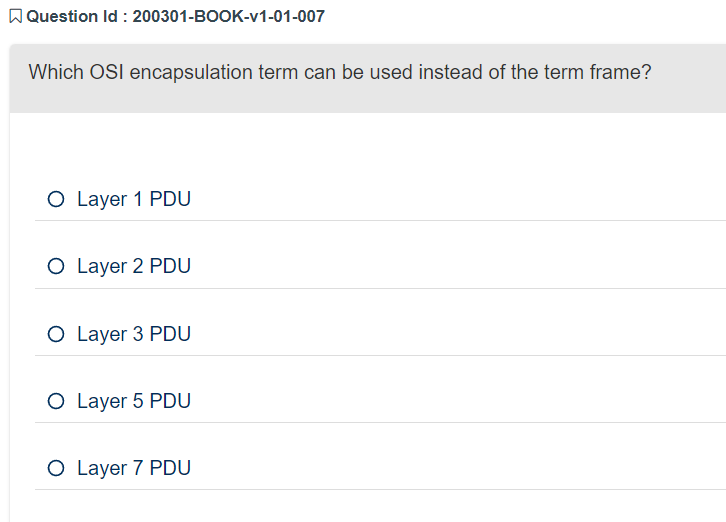 Question Id : 200301-BOOK-v1-01-007
Which OSI encapsulation term can be used instead of the term frame?
Layer 1 PDU
Layer 2 PDU
Layer 3 PDU
Layer 5 PDU
Layer 7 PDU